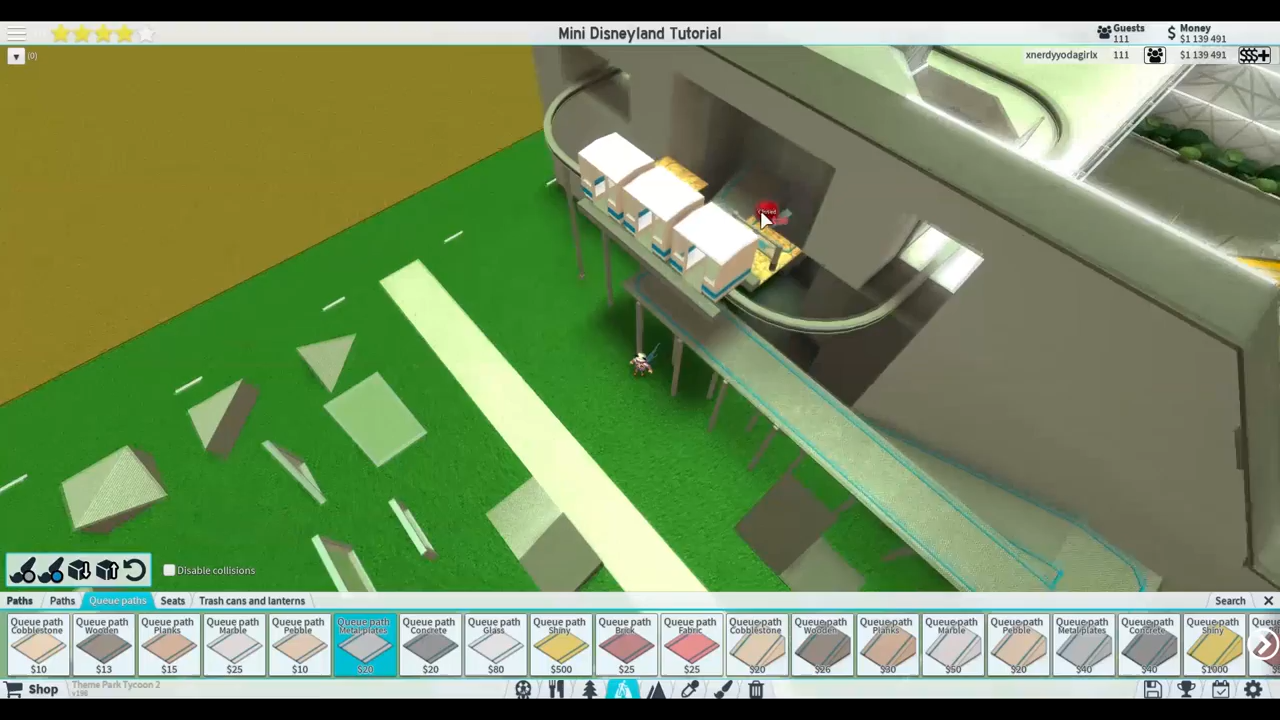 Mini Disneyland Tutorial
Guests
111
Money
$1 139 491
(0)
xnerdyyodagirlx 111 $1 139 491
Closed
Disable collisions
Paths Paths Queue paths Seats Trash cans and lanterns Search
Queue path Cobblestone $10
Queue path Wooden $13
Queue path Planks $15
Queue path Marble $25
Queue path Pebble $10
Queue path Metal plates $20
Queue path Concrete $20
Queue path Glass $80
Queue path Shiny $500
Queue path Brick $25
Queue path Fabric $25
Queue path Cobblestone $20
Queue path Wooden $26
Queue path Planks $30
Queue path Marble $50
Queue path Pebble $20
Queue path Metal plates $40
Queue path Concrete $40
Queue path Shiny $1000
Shop
Theme Park Tycoon 2
v198